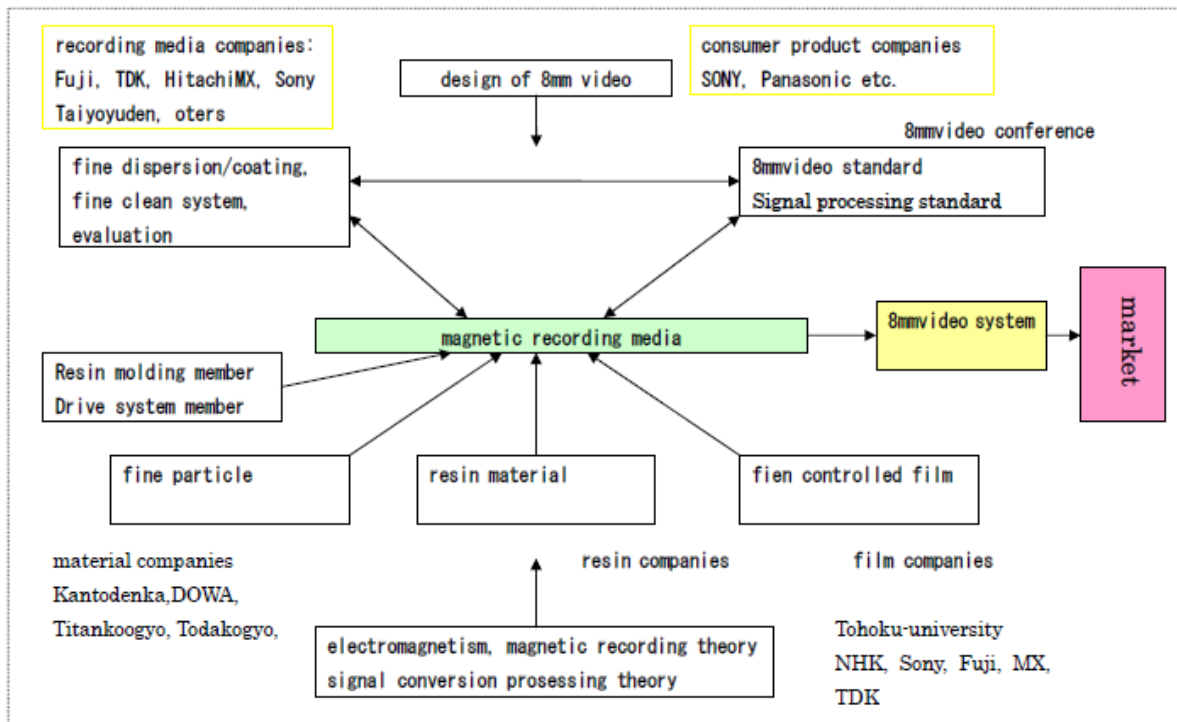 recording media companies:
Fuji, TDK, HitachiMX, Sony
Taiyoyuden, oters
design of 8mm video
consumer product companies
SONY, Panasonic etc.
8mmvideo conference
fine dispersion/coating,
fine clean system,
evaluation
8mmvideo standard
Signal processing standard
magnetic recording media
8mmvideo system
market
Resin molding member
Drive system member
fine particle
resin material
fien controlled film
material companies
Kantodenka,DOWA,
Titankoogyo, Todakogyo,
resin companies
film companies
electromagnetism, magnetic recording theory
signal conversion prosessing theory
Tohoku-university
NHK, Sony, Fuji, MX,
TDK